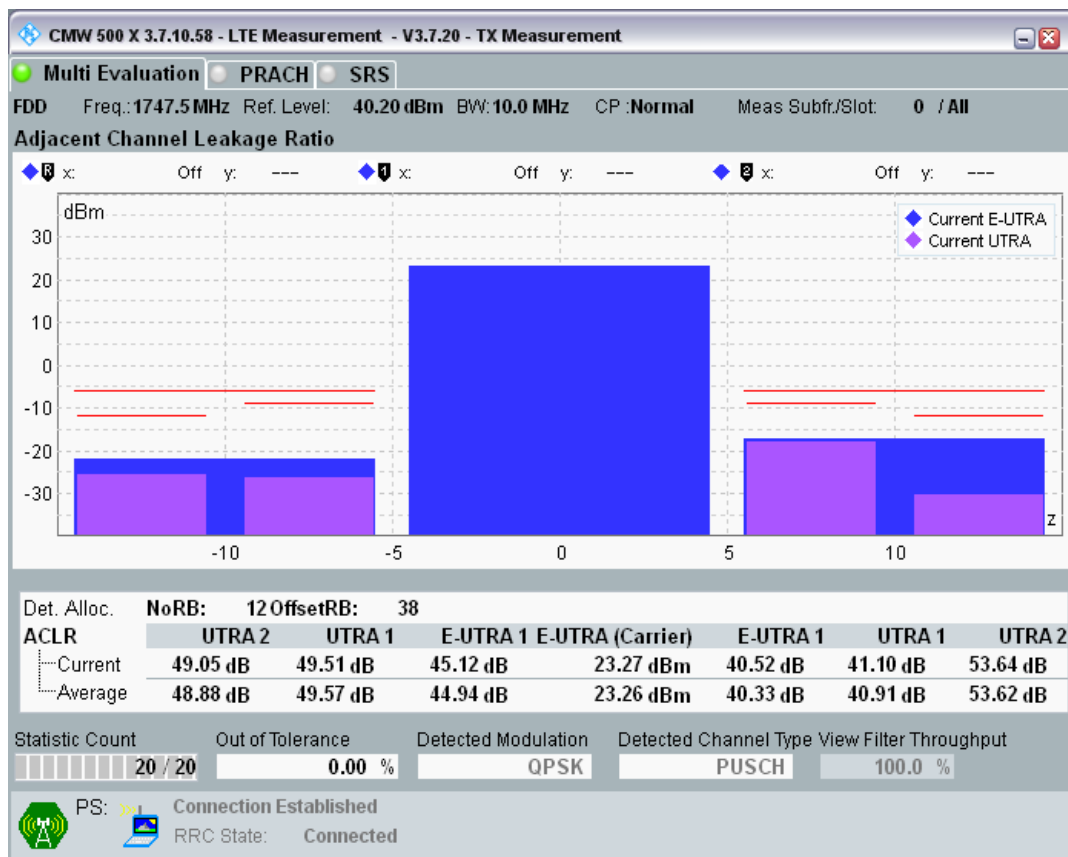 CMW 500 X 3.7.10.58 - LTE Measurement - V3.7.20 - TX Measurement
Multi Evaluation PRACH SRS
FDD Freq.:1747.5 MHz Ref. Level: 40.20 dBm BW:10.0 MHz CP :Normal Meas Subfr./Slot: 0 / All
Adjacent Channel Leakage Ratio
R x: Off y: --- 1 x: Off y: --- 2 x: Off y: ---
dBm
Current E-UTRA
Current UTRA
30
20
10
0
-10
-20
-30
z
-10 -5 0 5 10
Det. Alloc. NoRB: 12 OffsetRB: 38
ACLR UTRA 2 UTRA 1 E-UTRA 1 E-UTRA (Carrier) E-UTRA 1 UTRA 1 UTRA 2
Current 49.05 dB 49.51 dB 45.12 dB 23.27 dBm 40.52 dB 41.10 dB 53.64 dB
Average 48.88 dB 49.57 dB 44.94 dB 23.26 dBm 40.33 dB 40.91 dB 53.62 dB
Statistic Count Out of Tolerance Detected Modulation Detected Channel Type View Filter Throughput
20 / 20 0.00 % QPSK PUSCH 100.0 %
PS: Connection Established
RRC State: Connected